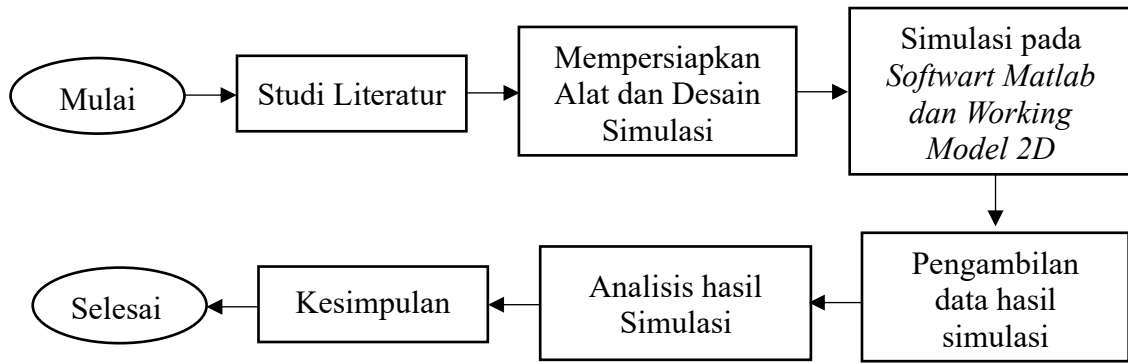 Mulai
Studi Literatur
Mempersiapkan
Alat dan Desain
Simulasi
Simulasi pada
Softwart Matlab
dan Working
Model 2D
Pengambilan
data hasil
simulasi
Analisis hasil
Simulasi
Kesimpulan
Selesai